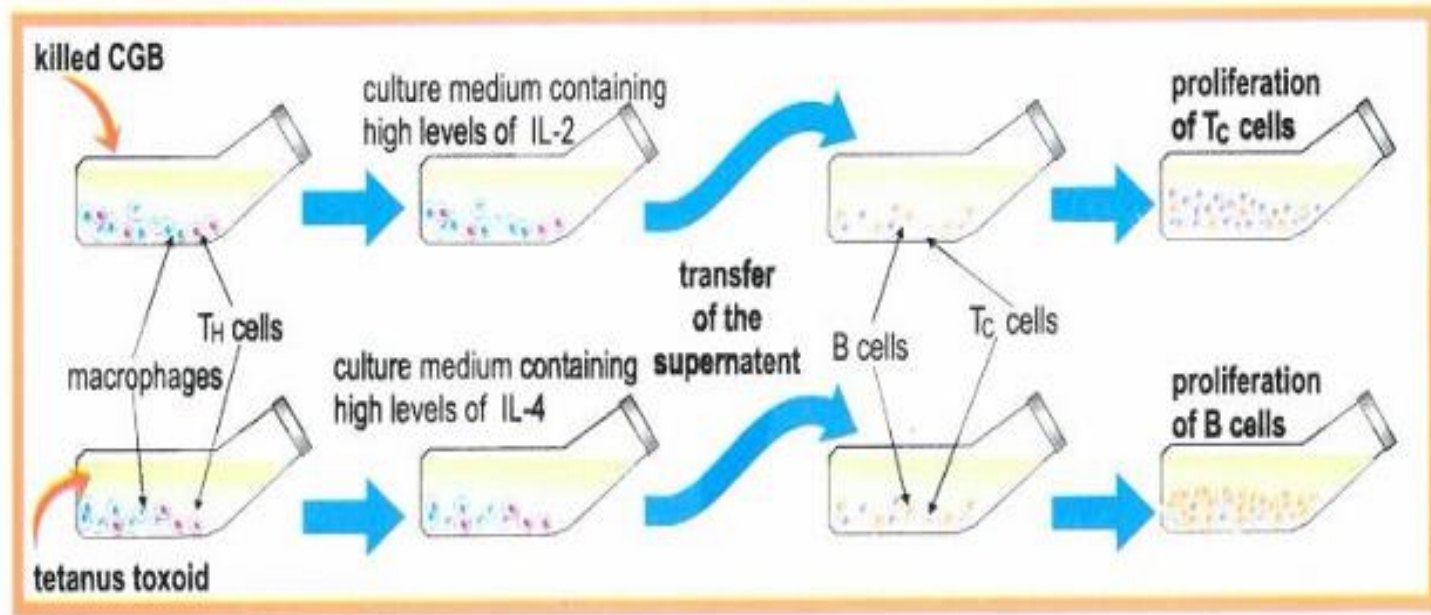 killed CGB
culture medium containing
high levels of IL-2
proliferation
of TC cells
TH cells
macrophages
transfer
of the
supernatent
B cells
TC cells
culture medium containing
high levels of IL-4
proliferation
of B cells
tetanus toxoid